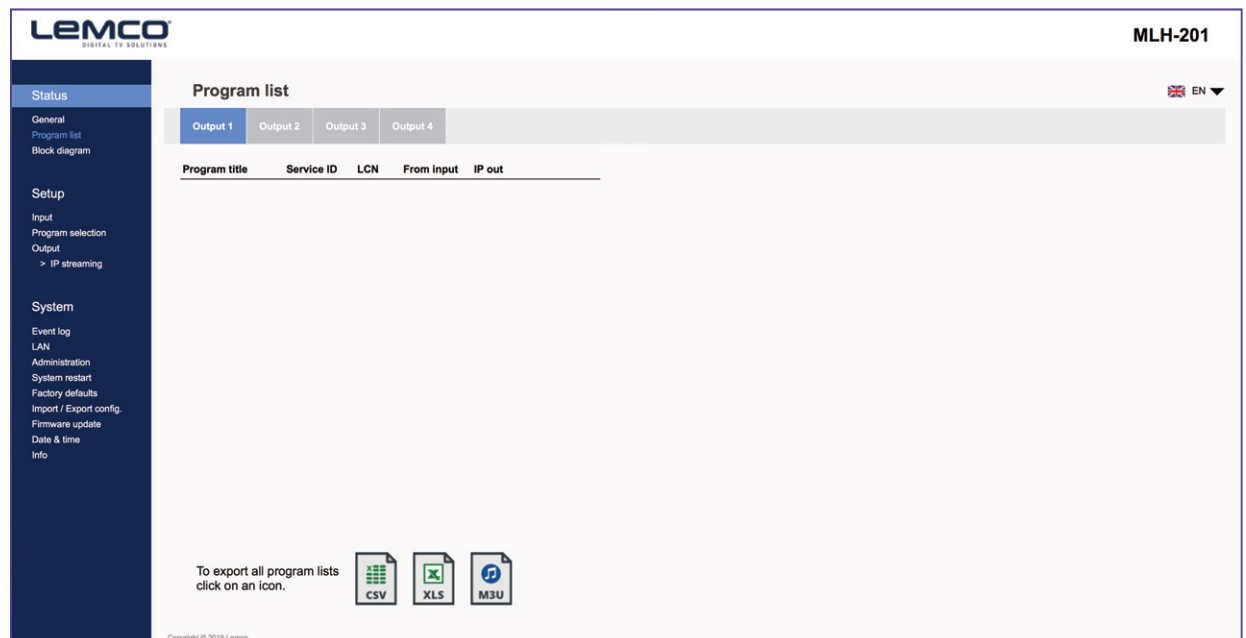 LEMCO
DIGITAL TV SOLUTIONS
MLH-201
Status
General
Program list
Block diagram
Setup
Input
Program selection
Output
> IP streaming
System
Event log
LAN
Administration
System restart
Factory defaults
Import / Export config.
Firmware update
Date & time
Info
Program list
EN
Output 1 Output 2 Output 3 Output 4
Program title Service ID LCN From input IP out
To export all program lists
click on an icon.
CSV XLS M3U
Copyright © 2019 Lemco